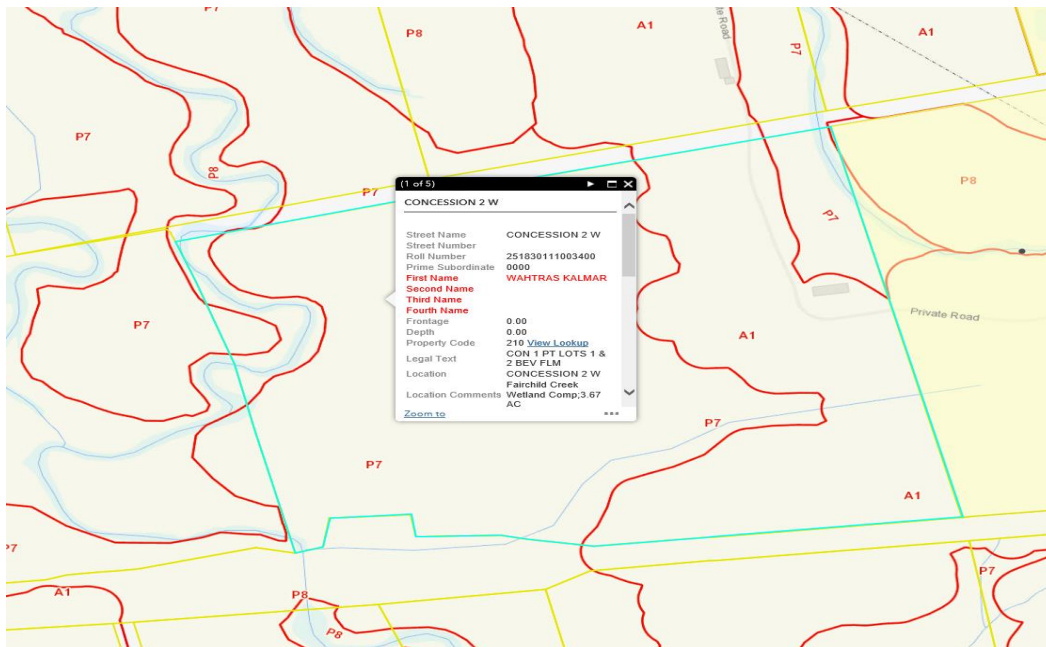 P7
P8
A1
te Road
P7
A1
P7
P8
P7
P8
P7
(1 of 5)
CONCESSION 2 W
Street Name CONCESSION 2 W
Street Number
Roll Number 251830111003400
Prime Subordinate 0000
First Name WAHTRAS KALMAR
Second Name
Third Name
Fourth Name
Frontage 0.00
Depth 0.00
Property Code 210 View Lookup
Legal Text CON 1 PT LOTS 1 &
2 BEV FLM
Location CONCESSION 2 W
Location Comments Fairchild Creek
Wetland Comp;3.67
AC
Zoom to
P7
Private Road
A1
P7
P7
A1
P7
P7
A1
P8
P8